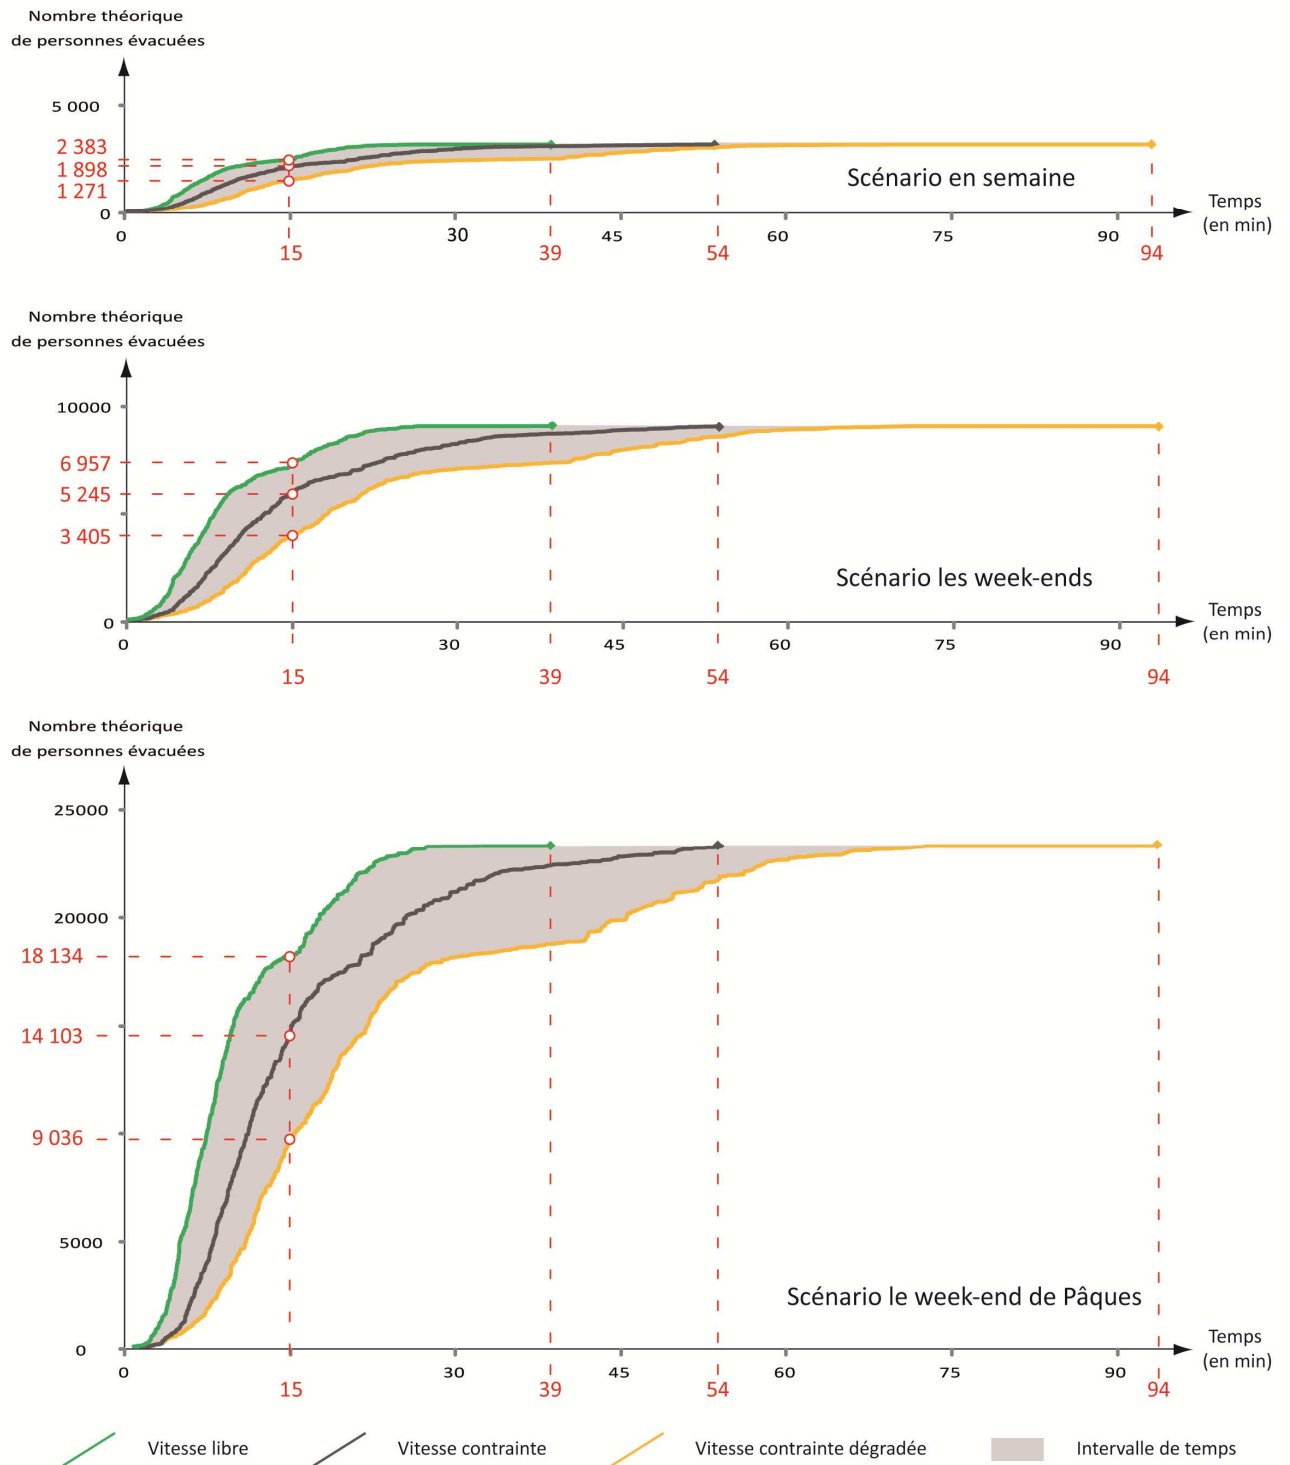 Nombre théorique
de personnes évacuées
5 000
2 383
1 898
1 271
0
Scénario en semaine
Temps
(en min)
0
30
45
60
75
90
15
39
54
94
Nombre théorique
de personnes évacuées
10000
6 957
5 245
3 405
0
Scénario les week-ends
Temps
(en min)
0
30
45
60
75
90
15
39
54
94
Nombre théorique
de personnes évacuées
25000
20000
18 134
14 103
9 036
5000
0
Scénario le week-end de Pâques
Temps
(en min)
0
30
45
60
75
90
15
39
54
94
Vitesse libre
Vitesse contrainte
Vitesse contrainte dégradée
Intervalle de temps